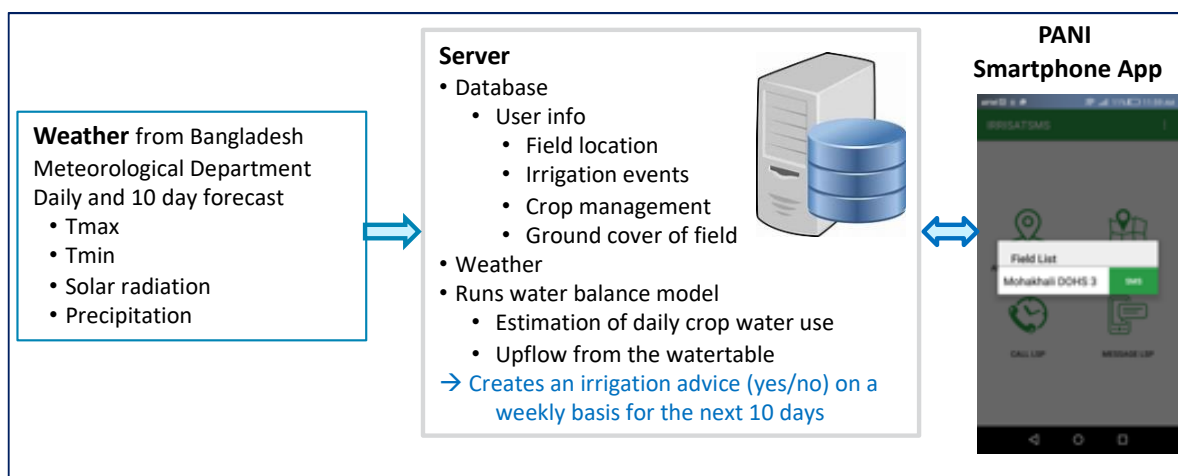 Weather from Bangladesh
Meteorological Department
Daily and 10 day forecast
• Tmax
• Tmin
• Solar radiation
• Precipitation
Server
• Database
• User info
• Field location
• Irrigation events
• Crop management
• Ground cover of field
• Weather
• Runs water balance model
• Estimation of daily crop water use
• Upflow from the watertable
→ Creates an irrigation advice (yes/no) on a
weekly basis for the next 10 days
PANI
Smartphone App
IRRISATSMS
Field List
Mohakhali DOHS 3 SMS
CALL LSP MESSAGE LSP